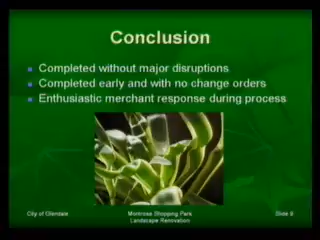 Conclusion
Completed without major disruptions
Completed early and with no change orders
Enthusiastic merchant response during process
City of Glendale
Montrose Shopping Park
Landscape Renovation
Slide 9